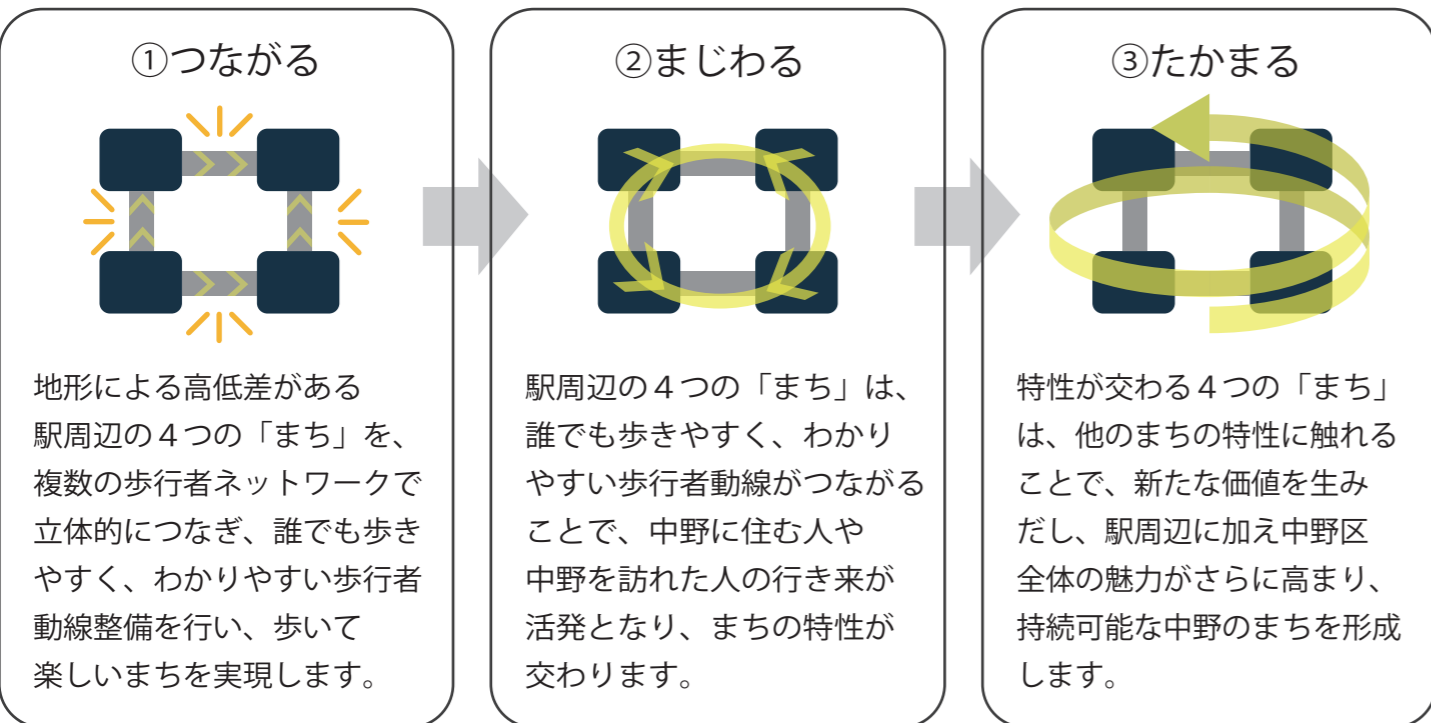 ①つながる
地形による高低差がある
駅周辺の４つの「まち」を、
複数の歩行者ネットワークで
立体的につなぎ、誰でも歩き
やすく、わかりやすい歩行者
動線整備を行い、歩いて
楽しいまちを実現します。
②まじわる
駅周辺の４つの「まち」は、
誰でも歩きやすく、わかり
やすい歩行者動線がつながる
ことで、中野に住む人や
中野を訪れた人の行き来が
活発となり、まちの特性が
交わります。
③たかまる
特性が交わる４つの「まち」
は、他のまちの特性に触れる
ことで、新たな価値を生み
だし、駅周辺に加え中野区
全体の魅力がさらに高まり、
持続可能な中野のまちを形成
します。